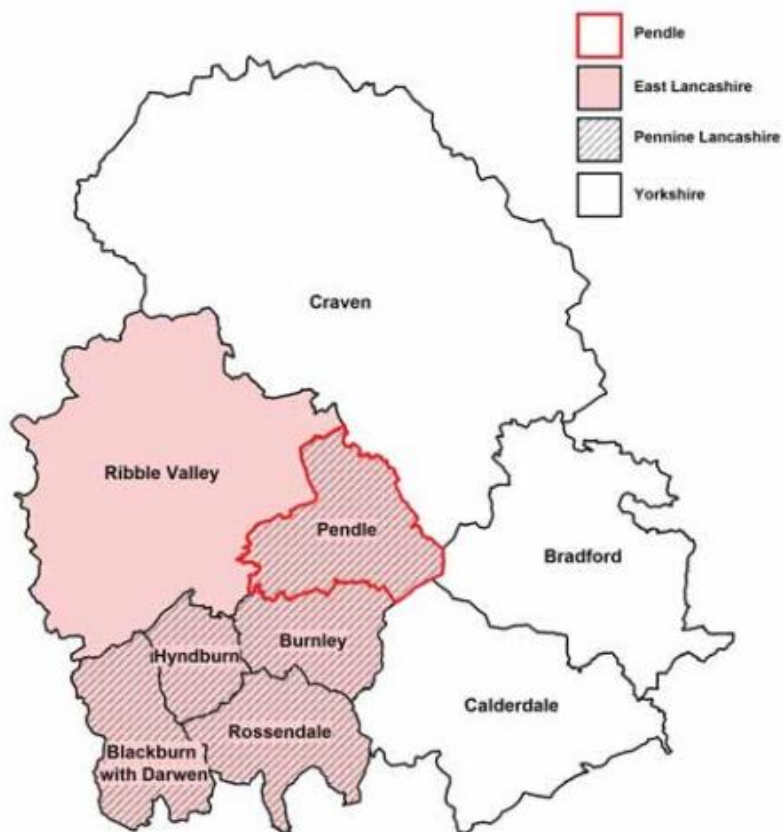 Pendle
East Lancashire
Pennine Lancashire
Yorkshire
Craven
Ribble Valley
Pendle
Bradford
Burnley
Hyndburn
Calderdale
Rossendale
Blackburn
with Darwen